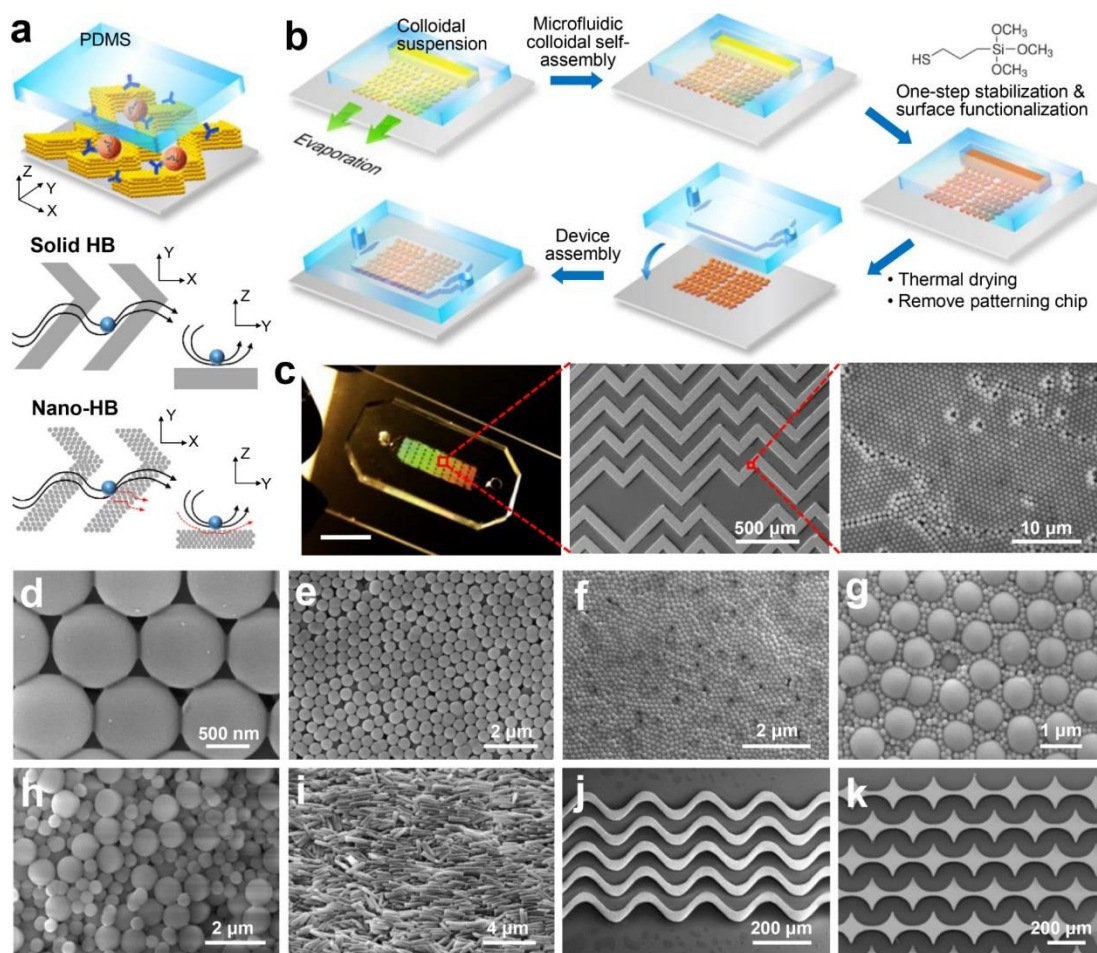 a
PDMS
Z
Y
X
Solid HB
Y
X
Z
Y
Nano-HB
Y
X
Z
Y
b
Colloidal
suspension
Evaporation
Microfluidic
colloidal self-
assembly
HS
Si
OCH₃
OCH₃
OCH₃
One-step stabilization &
surface functionalization
• Thermal drying
• Remove patterning chip
Device
assembly
c
500 µm
10 µm
d
500 nm
e
2 µm
f
2 µm
g
1 µm
h
2 µm
i
4 µm
j
200 µm
k
200 µm